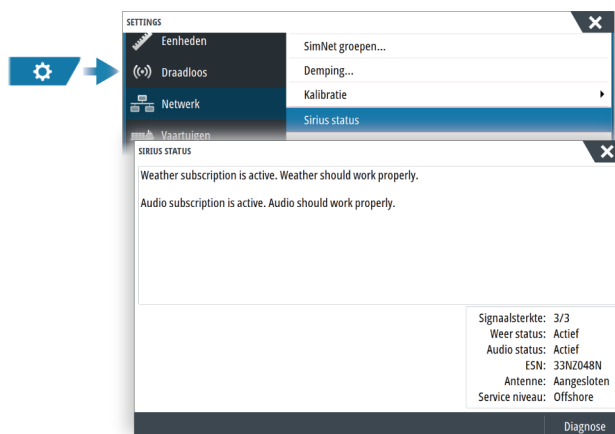 SETTINGS
Eenheden
Draadloos
Netwerk
Vaartuigen
SimNet groepen...
Demping...
Kalibratie
Sirius status
SIRIUS STATUS
Weather subscription is active. Weather should work properly.
Audio subscription is active. Audio should work properly.
Signaalsterkte: 3/3
Weer status: Actief
Audio status: Actief
ESN: 33NZ048N
Antenne: Aangesloten
Service niveau: Offshore
Diagnose